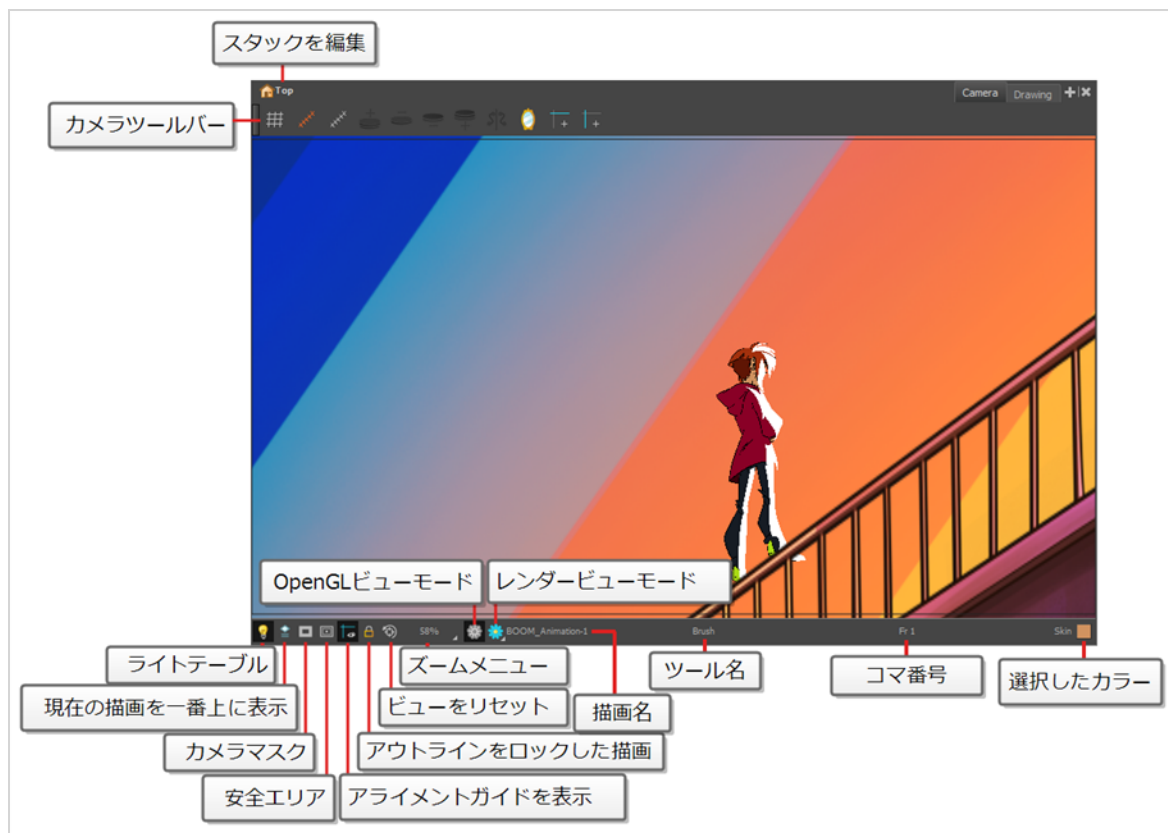 スタックを編集
Top
Camera
Drawing
カメラツールバー
OpenGLビューモード
レンダービューモード
58%
BOOM_Animation-1
Brush
Fr 1
Skin
ライトテーブル
ズームメニュー
ツール名
コマ番号
選択したカラー
現在の描画を一番上に表示
ビューをリセット
描画名
カメラマスク
アウトラインをロックした描画
安全エリア
アライメントガイドを表示